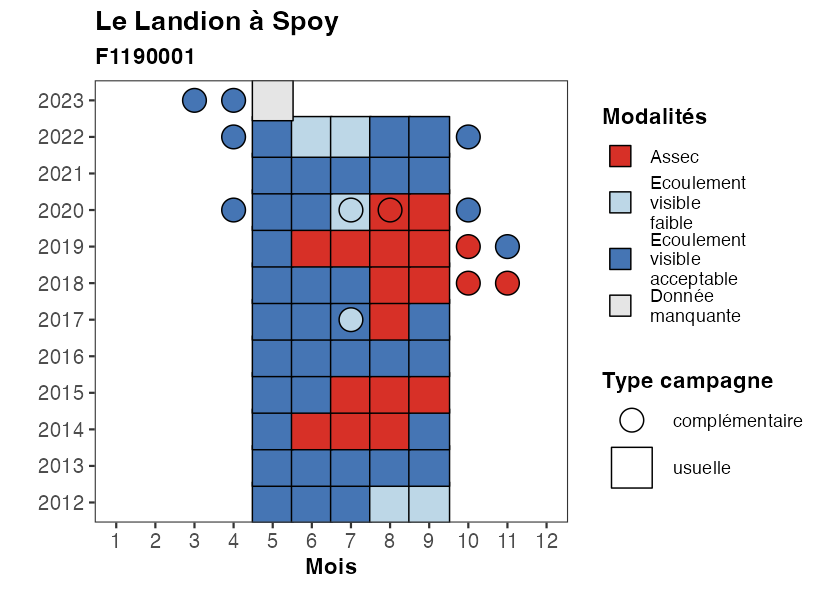 Le Landion à Spoy
F1190001
2023
2022
2021
2020
2019
2018
2017
2016
2015
2014
2013
2012
1 2 3 4 5 6 7 8 9 10 11 12
Mois
Modalités
Assec
Ecoulement
visible
faible
Ecoulement
visible
acceptable
Donnée
manquante
Type campagne
complémentaire
usuelle